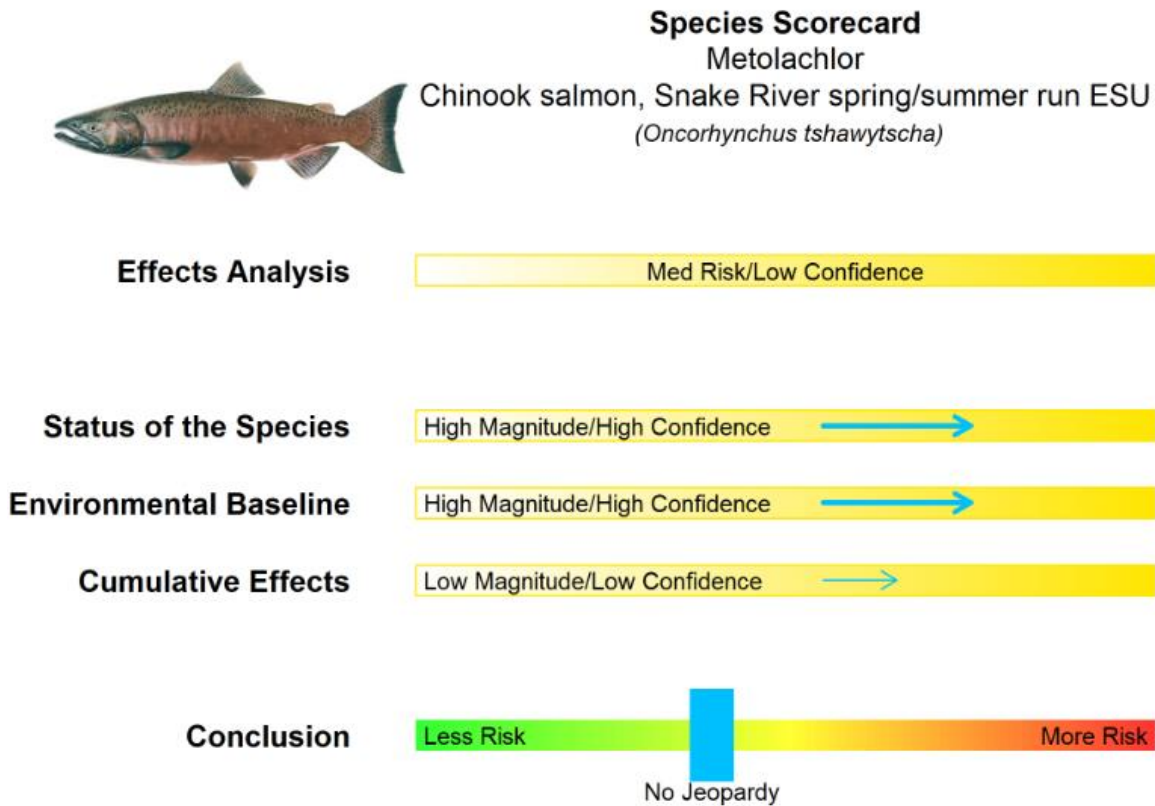 Species Scorecard
Metolachlor
Chinook salmon, Snake River spring/summer run ESU
(Oncorhynchus tshawytscha)
Effects Analysis
Med Risk/Low Confidence
Status of the Species
High Magnitude/High Confidence
Environmental Baseline
High Magnitude/High Confidence
Cumulative Effects
Low Magnitude/Low Confidence
Conclusion
Less Risk
More Risk
No Jeopardy